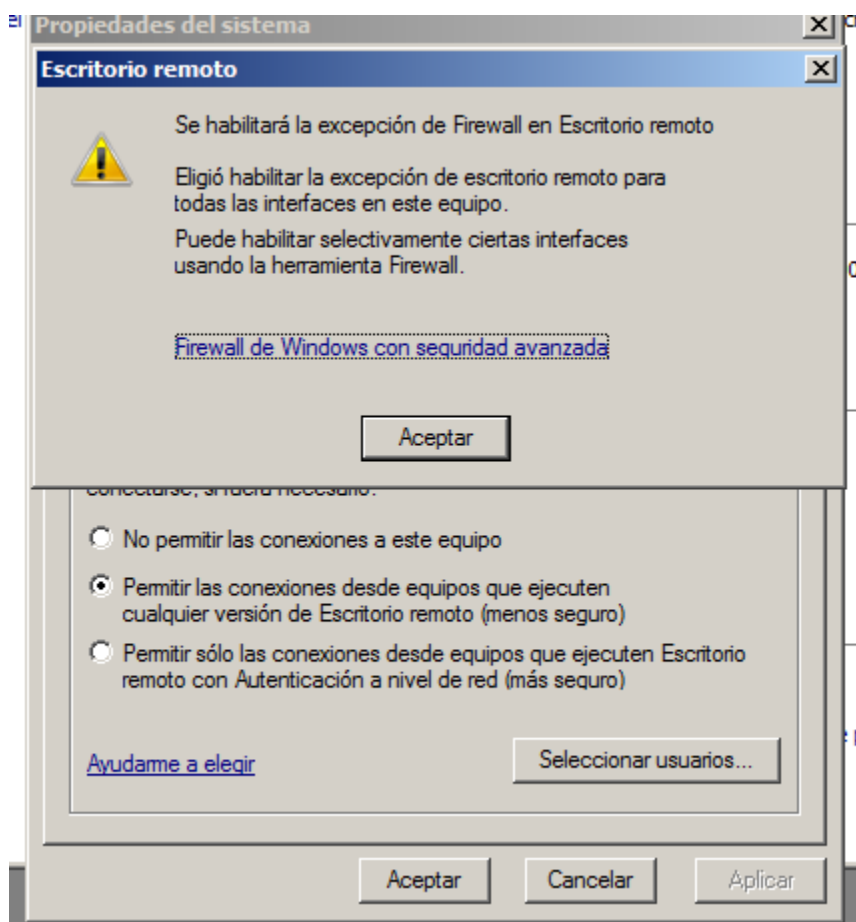 Propiedades del sistema
Escritorio remoto
Se habilitará la excepción de Firewall en Escritorio remoto
Eligió habilitar la excepción de escritorio remoto para
todas las interfaces en este equipo.
Puede habilitar selectivamente ciertas interfaces
usando la herramienta Firewall.
Firewall de Windows con seguridad avanzada
Aceptar
conectarse, si fuera necesario.
No permitir las conexiones a este equipo
Permitir las conexiones desde equipos que ejecuten
cualquier versión de Escritorio remoto (menos seguro)
Permitir sólo las conexiones desde equipos que ejecuten Escritorio
remoto con Autenticación a nivel de red (más seguro)
Ayudarme a elegir
Seleccionar usuarios...
Aceptar
Cancelar
Aplicar